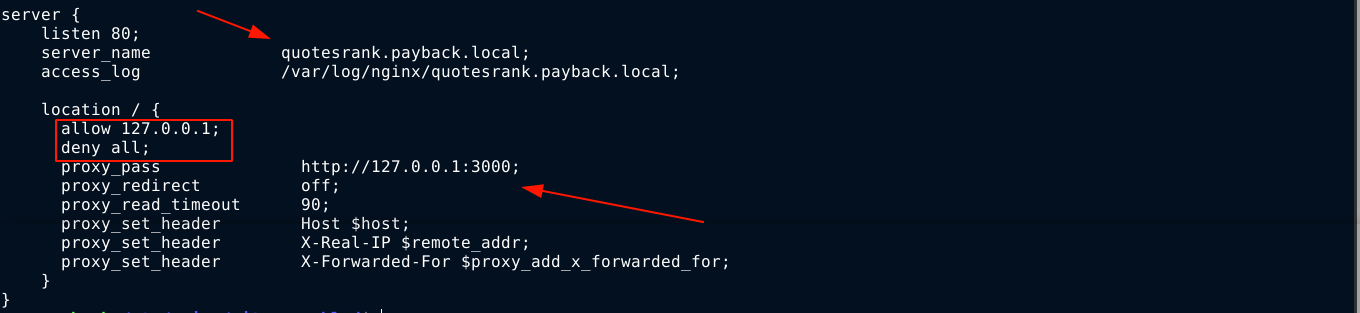 server {
    listen 80;
    server_name             quotesrank.payback.local;
    access_log              /var/log/nginx/quotesrank.payback.local;
    location / {
      allow 127.0.0.1;
      deny all;
      proxy_pass              http://127.0.0.1:3000;
      proxy_redirect          off;
      proxy_read_timeout      90;
      proxy_set_header        Host $host;
      proxy_set_header        X-Real-IP $remote_addr;
      proxy_set_header        X-Forwarded-For $proxy_add_x_forwarded_for;
    }
}